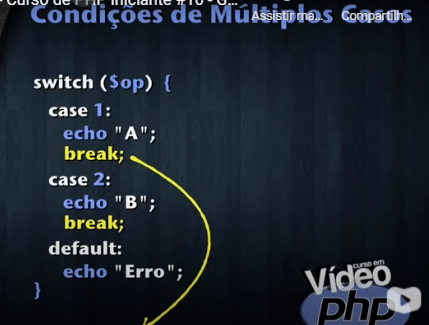 Curso de PHP Iniciante #10 - G...
Condições de Múltiplos Casos
Assistir ma... Compartilh...
switch ($op) {
case 1:
echo "A";
break;
case 2:
echo "B";
break;
default:
echo "Erro";
}
curso em
Vídeo
php